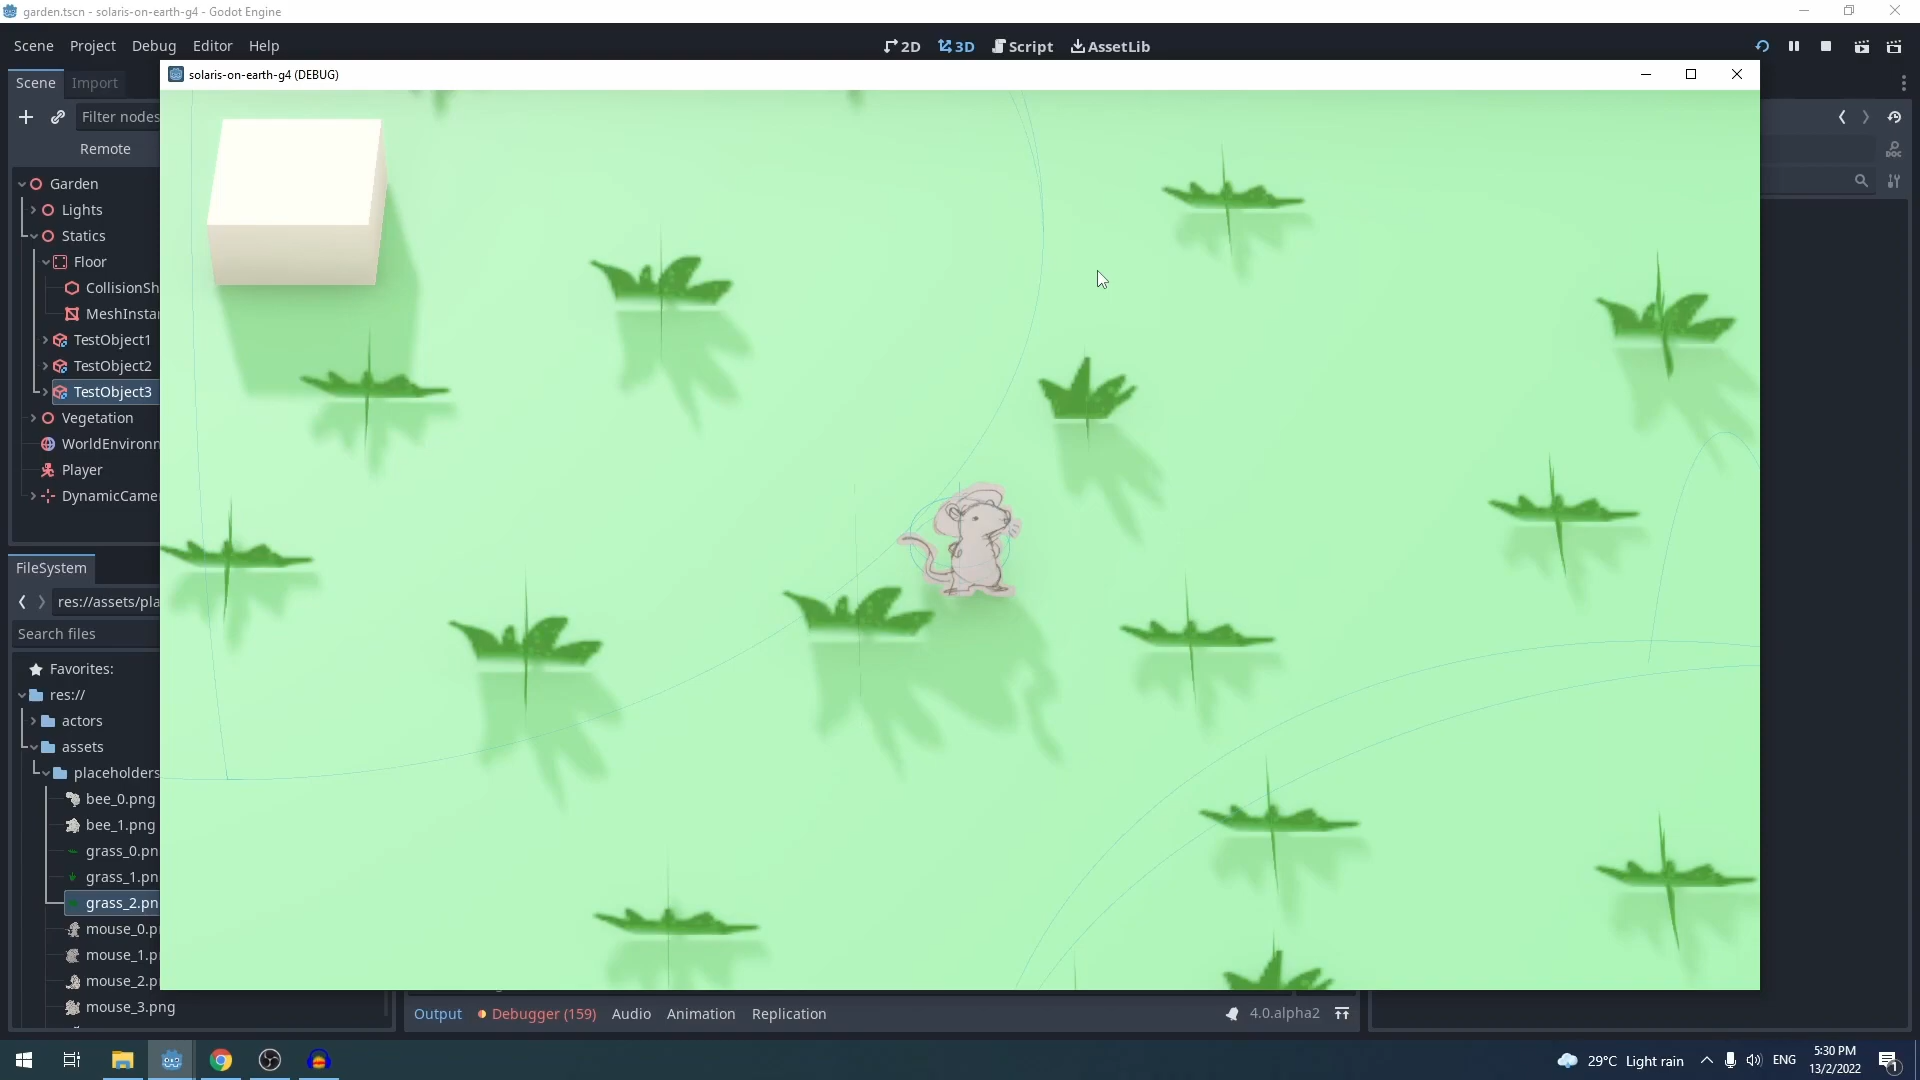 garden.tscn - solaris-on-earth-g4 - Godot Engine
Scene Project Debug Editor Help
2D 3D Script AssetLib
Scene Import
solaris-on-earth-g4 (DEBUG)
Filter nodes
Remote
Garden
Lights
Statics
Floor
CollisionSh
MeshInstan
TestObject1
TestObject2
TestObject3
Vegetation
WorldEnvironm
Player
DynamicCame
FileSystem
res://assets/pla
Search files
Favorites:
res://
actors
assets
placeholders
bee_0.png
bee_1.png
grass_0.pn
grass_1.pn
grass_2.pn
mouse_0.p
mouse_1.p
mouse_2.p
mouse_3.png
DOC
Output Debugger (159) Audio Animation Replication 4.0.alpha2
29°C Light rain ENG
5:30 PM
13/2/2022
1